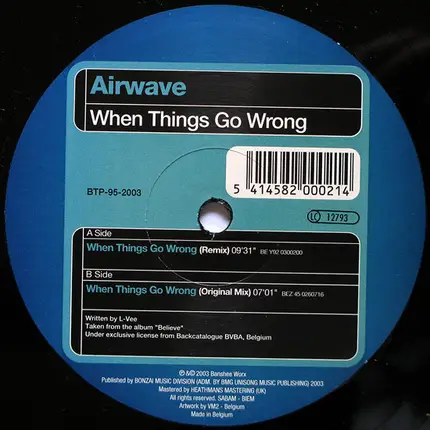 Airwave
When Things Go Wrong
BTP-95-2003
5 414582 000214
LC 12793
A Side
When Things Go Wrong (Remix) 09'31" BE Y92 0300200
B Side
When Things Go Wrong (Original Mix) 07'01" BEZ 45 0260716
Written by L-Vee
Taken from the album "Believe"
Under exclusive license from Backcatalogue BVBA, Belgium
℗ &© 2003 Banshee Worx
Published by BONZAI MUSIC DIVISION (ADM. BY BMG UNISONG MUSIC PUBLISHING) 2003
Mastered by HEATHMANS MASTERING (UK)
All rights reserved. SABAM - BIEM
Artwork by VM2 - Belgium
Made in Belgium